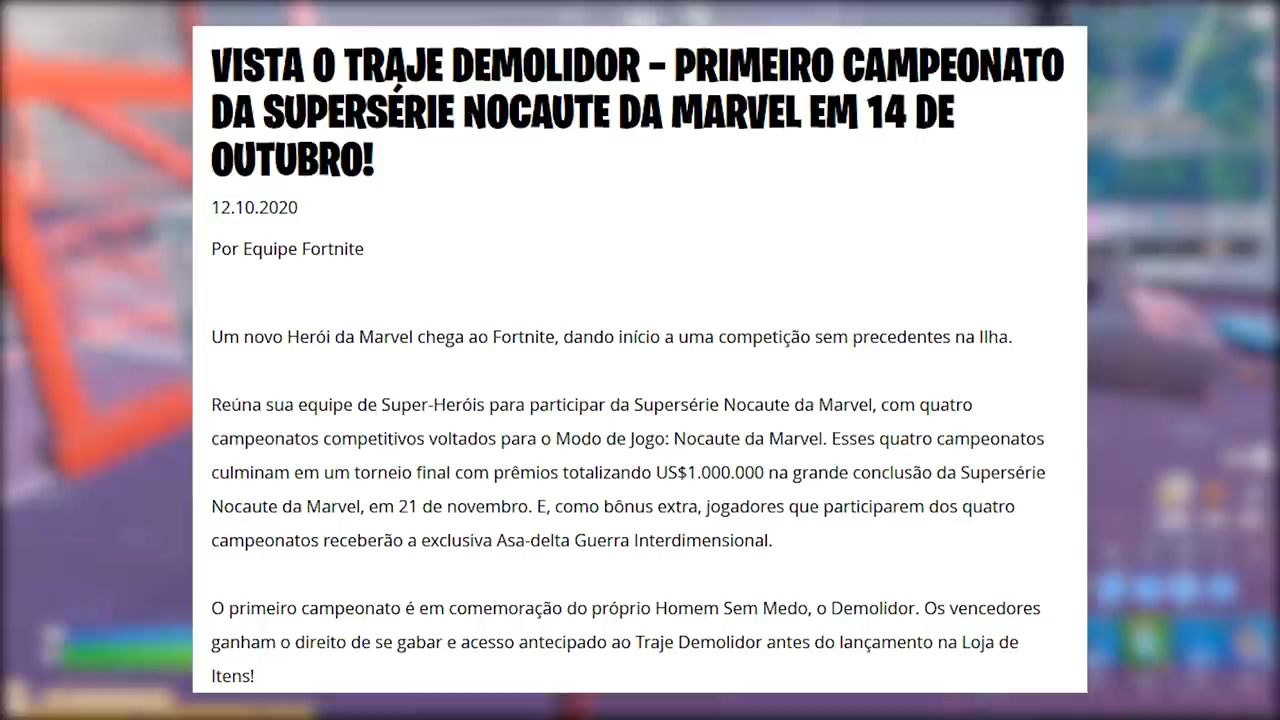 VISTA O TRAJE DEMOLIDOR – PRIMEIRO CAMPEONATO
DA SUPERSÉRIE NOCAUTE DA MARVEL EM 14 DE
OUTUBRO!
12.10.2020
Por Equipe Fortnite
Um novo Herói da Marvel chega ao Fortnite, dando início a uma competição sem precedentes na Ilha.
Reúna sua equipe de Super-Heróis para participar da Supersérie Nocaute da Marvel, com quatro
campeonatos competitivos voltados para o Modo de Jogo: Nocaute da Marvel. Esses quatro campeonatos
culminam em um torneio final com prêmios totalizando US$1.000.000 na grande conclusão da Supersérie
Nocaute da Marvel, em 21 de novembro. E, como bônus extra, jogadores que participarem dos quatro
campeonatos receberão a exclusiva Asa-delta Guerra Interdimensional.
O primeiro campeonato é em comemoração do próprio Homem Sem Medo, o Demolidor. Os vencedores
ganham o direito de se gabar e acesso antecipado ao Traje Demolidor antes do lançamento na Loja de
Itens!